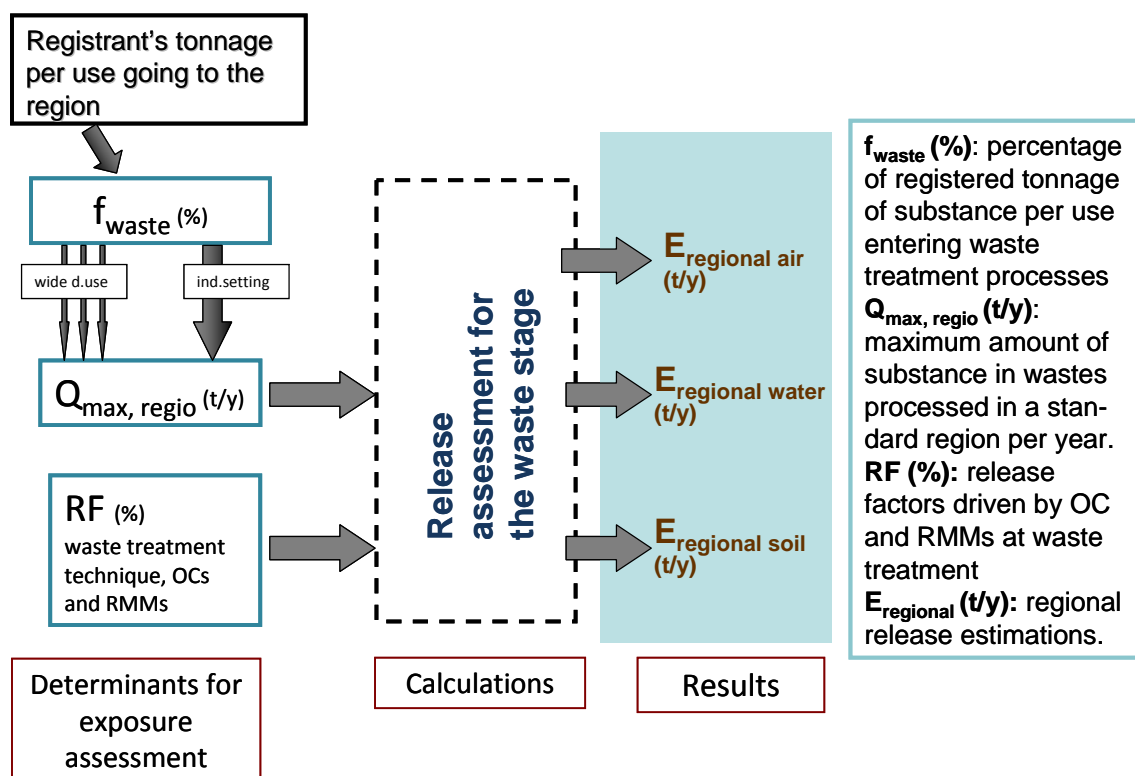 Registrant's tonnage
per use going to the
region
fwaste (%)
wide d.use
ind.setting
Qmax, regio (t/y)
RF (%)
waste treatment
technique, OCs
and RMMs
Determinants for
exposure
assessment
Release
assessment for
the waste stage
Calculations
Eregional air
(t/y)
Eregional water
(t/y)
Eregional soil
(t/y)
Results
fwaste (%): percentage
of registered tonnage
of substance per use
entering waste
treatment processes
Qmax, regio (t/y):
maximum amount of
substance in wastes
processed in a stan-
dard region per year.
RF (%): release
factors driven by OC
and RMMs at waste
treatment
Eregional (t/y): regional
release estimations.